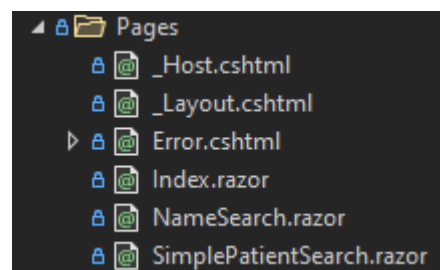 Pages
_Host.cshtml
_Layout.cshtml
Error.cshtml
Index.razor
NameSearch.razor
SimplePatientSearch.razor